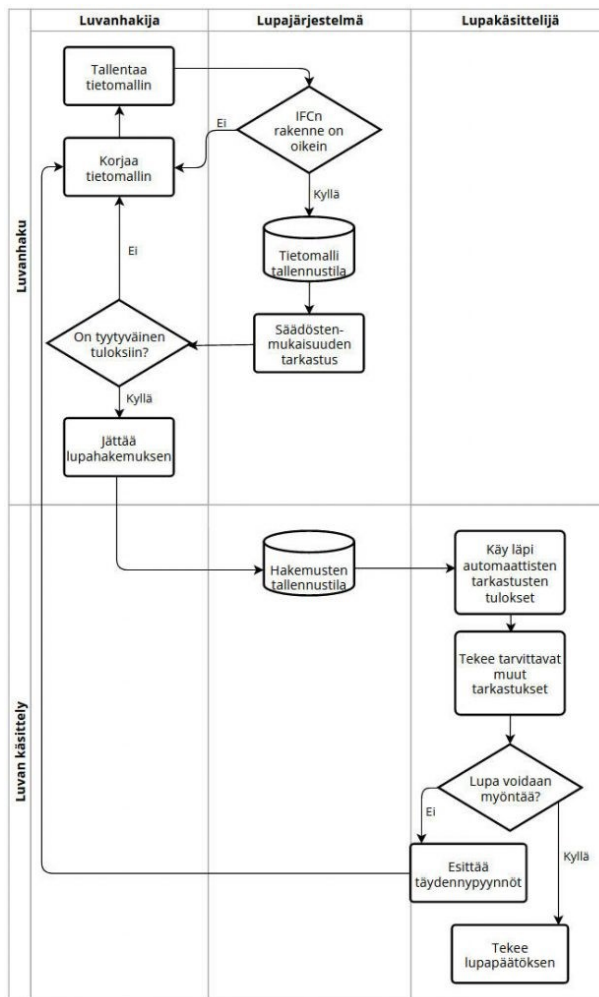 Luvanhakija
Lupajärjestelmä
Lupakäsittelijä
Luvanhaku
Tallentaa
tietomallin
IFCn
rakenne on
oikein
Ei
Korjaa
tietomallin
Kyllä
Tietomalli
tallennustila
Ei
On tyytyväinen
tuloksiin?
Säädösten-
mukaisuuden
tarkastus
Kyllä
Jättää
lupahakemuksen
Luvan käsittely
Hakemusten
tallennustila
Käy läpi
automaattisten
tarkastusten
tulokset
Tekee tarvittavat
muut
tarkastukset
Lupa voidaan
myöntää?
Ei
Kyllä
Esittää
täydennypyynnöt
Tekee
lupapäätöksen